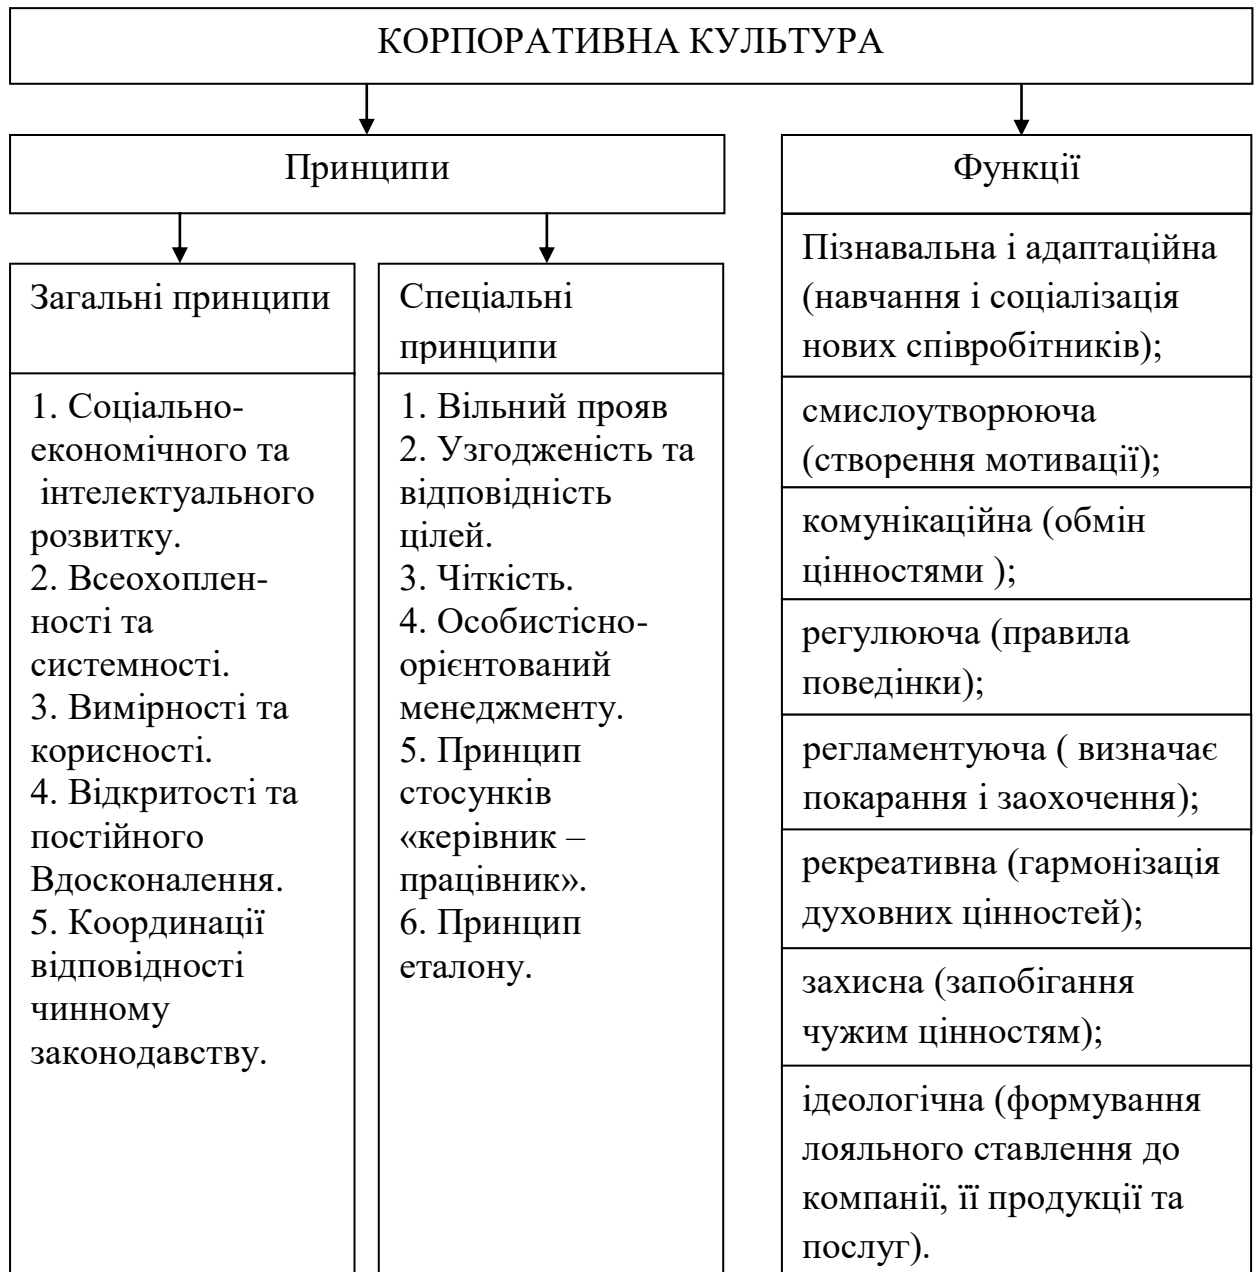 КОРПОРАТИВНА КУЛЬТУРА
Принципи
Функції
Загальні принципи
1. Соціально-
економічного та
інтелектуального
розвитку.
2. Всеохоплен-
ності та
системності.
3. Вимірності та
корисності.
4. Відкритості та
постійного
Вдосконалення.
5. Координації
відповідності
чинному
законодавству.
Спеціальні
принципи
1. Вільний прояв
2. Узгодженість та
відповідність
цілей.
3. Чіткість.
4. Особистісно-
орієнтований
менеджменту.
5. Принцип
стосунків
«керівник –
працівник».
6. Принцип
еталону.
Пізнавальна і адаптаційна
(навчання і соціалізація
нових співробітників);
смислоутворююча
(створення мотивації);
комунікаційна (обмін
цінностями );
регулююча (правила
поведінки);
регламентуюча ( визначає
покарання і заохочення);
рекреативна (гармонізація
духовних цінностей);
захисна (запобігання
чужим цінностям);
ідеологічна (формування
лояльного ставлення до
компанії, її продукції та
послуг).